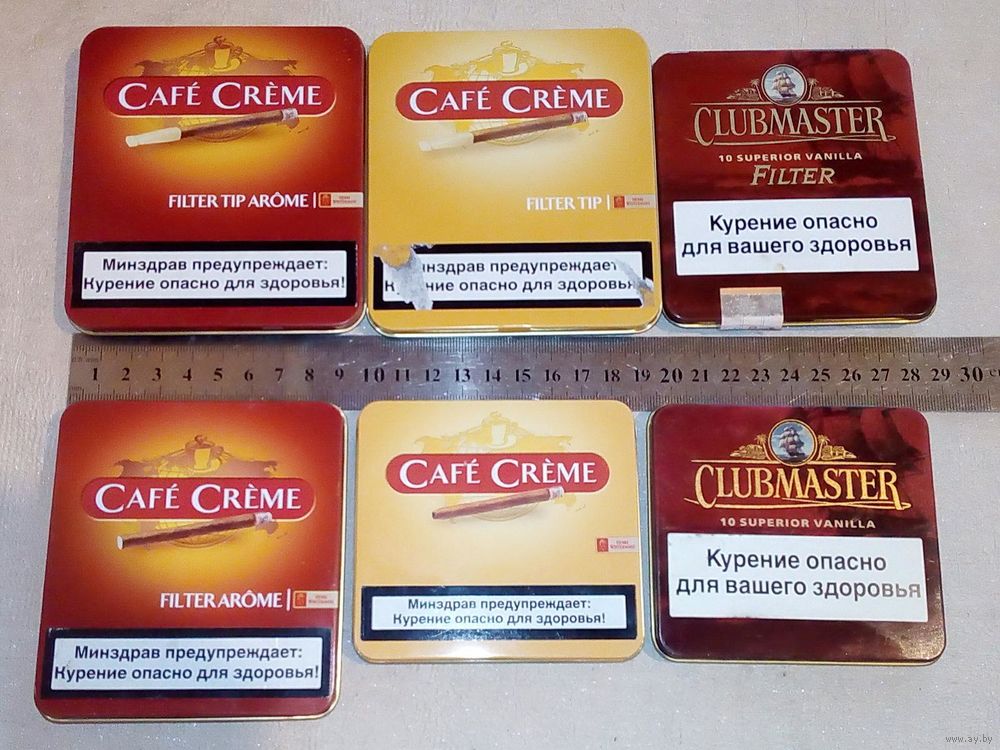 CAFÉ CRÈME
FILTER TIP ARÔME
Минздрав предупреждает:
Курение опасно для здоровья!
CAFÉ CRÈME
FILTER TIP
нздрав предупреждает
ние опасно для здоровья
CLUBMASTER
10 SUPERIOR VANILLA
FILTER
Курение опасно
для вашего здоровья
1 2 3 4 5 6 7 8 9 10 11 12 13 14 15 16 17 18 19 20 21 22 23 24 25 26 27 28 29 30
CAFÉ CRÈME
FILTER ARÔME
Минздрав предупреждает:
Курение опасно для здоровья!
CAFÉ CRÈME
Минздрав предупреждает:
Курение опасно для здоровья!
CLUBMASTER
10 SUPERIOR VANILLA
Курение опасно
для вашего здоровья
www.ay.by